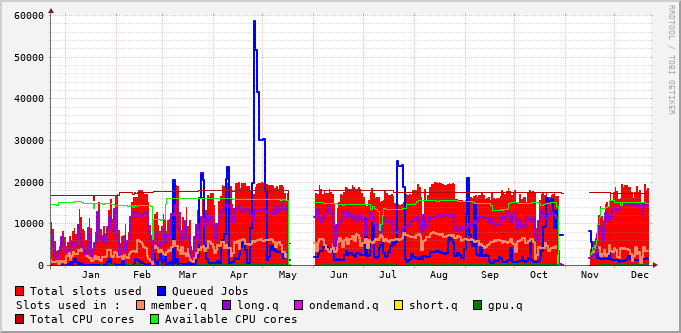 60000
50000
40000
30000
20000
10000
0
Jan Feb Mar Apr May Jun Jul Aug Sep Oct Nov Dec
RRDTOOL / TOBI OETIKER
Total slots used Queued Jobs
Slots used in : member.q long.q ondemand.q short.q gpu.q
Total CPU cores Available CPU cores